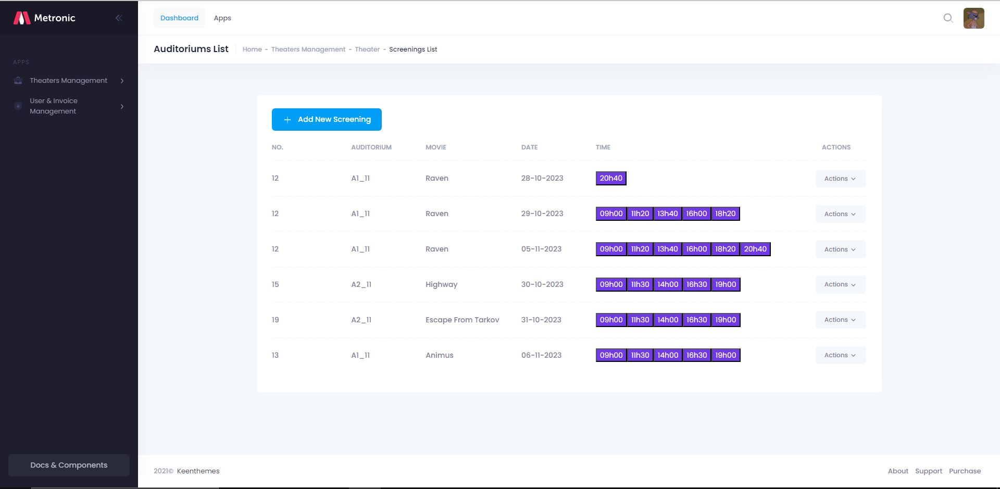 Metronic
Dashboard Apps
Auditoriums List Home - Theaters Management - Theater - Screenings List
APPS
Theaters Management
User & Invoice
Management
Add New Screening
NO. AUDITORIUM MOVIE DATE TIME ACTIONS
12 A1_11 Raven 28-10-2023 20h40 Actions
12 A1_11 Raven 29-10-2023 09h00 11h20 13h40 16h00 18h20 Actions
12 A1_11 Raven 05-11-2023 09h00 11h20 13h40 16h00 18h20 20h40 Actions
15 A2_11 Highway 30-10-2023 09h00 11h30 14h00 16h30 19h00 Actions
19 A2_11 Escape From Tarkov 31-10-2023 09h00 11h30 14h00 16h30 19h00 Actions
13 A1_11 Animus 06-11-2023 09h00 11h30 14h00 16h30 19h00 Actions
Docs & Components
2021© Keenthemes
About Support Purchase